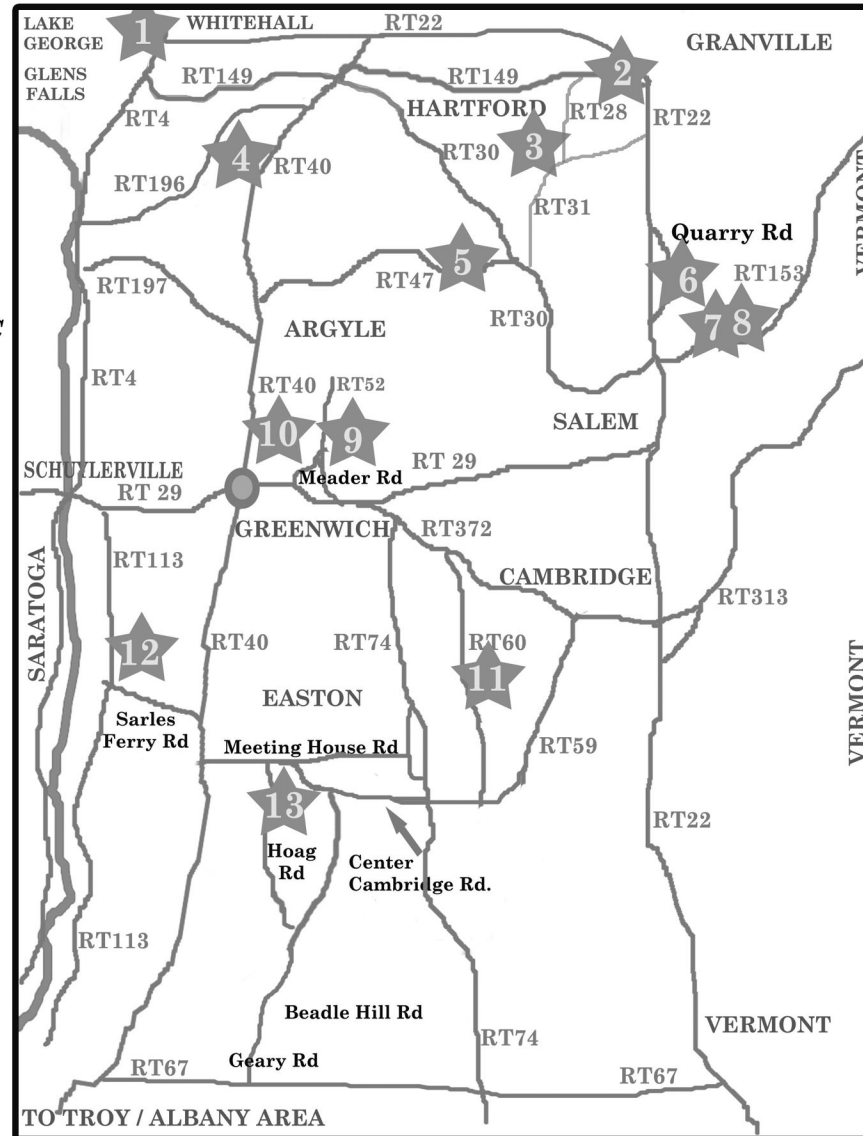 LAKE
GEORGE
WHITEHALL
1
RT22
GRANVILLE
GLENS
FALLS
RT149
RT149
2
RT4
HARTFORD
RT28
RT22
RT30
3
4
RT40
RT196
VERMONT
RT31
Quarry Rd
5
RT47
6
RT153
RT197
RT30
7
8
ARGYLE
RT4
RT40
RT52
SALEM
10
9
SCHUYLERVILLE
RT 29
Meader Rd
RT 29
GREENWICH
RT372
CAMBRIDGE
RT113
RT313
SARATOGA
12
RT40
RT74
RT60
11
VERMONT
EASTON
Sarles
Ferry Rd
Meeting House Rd
RT59
13
RT22
Hoag
Rd
Center
Cambridge Rd.
RT113
Beadle Hill Rd
VERMONT
RT74
Geary Rd
RT67
RT67
TO TROY / ALBANY AREA